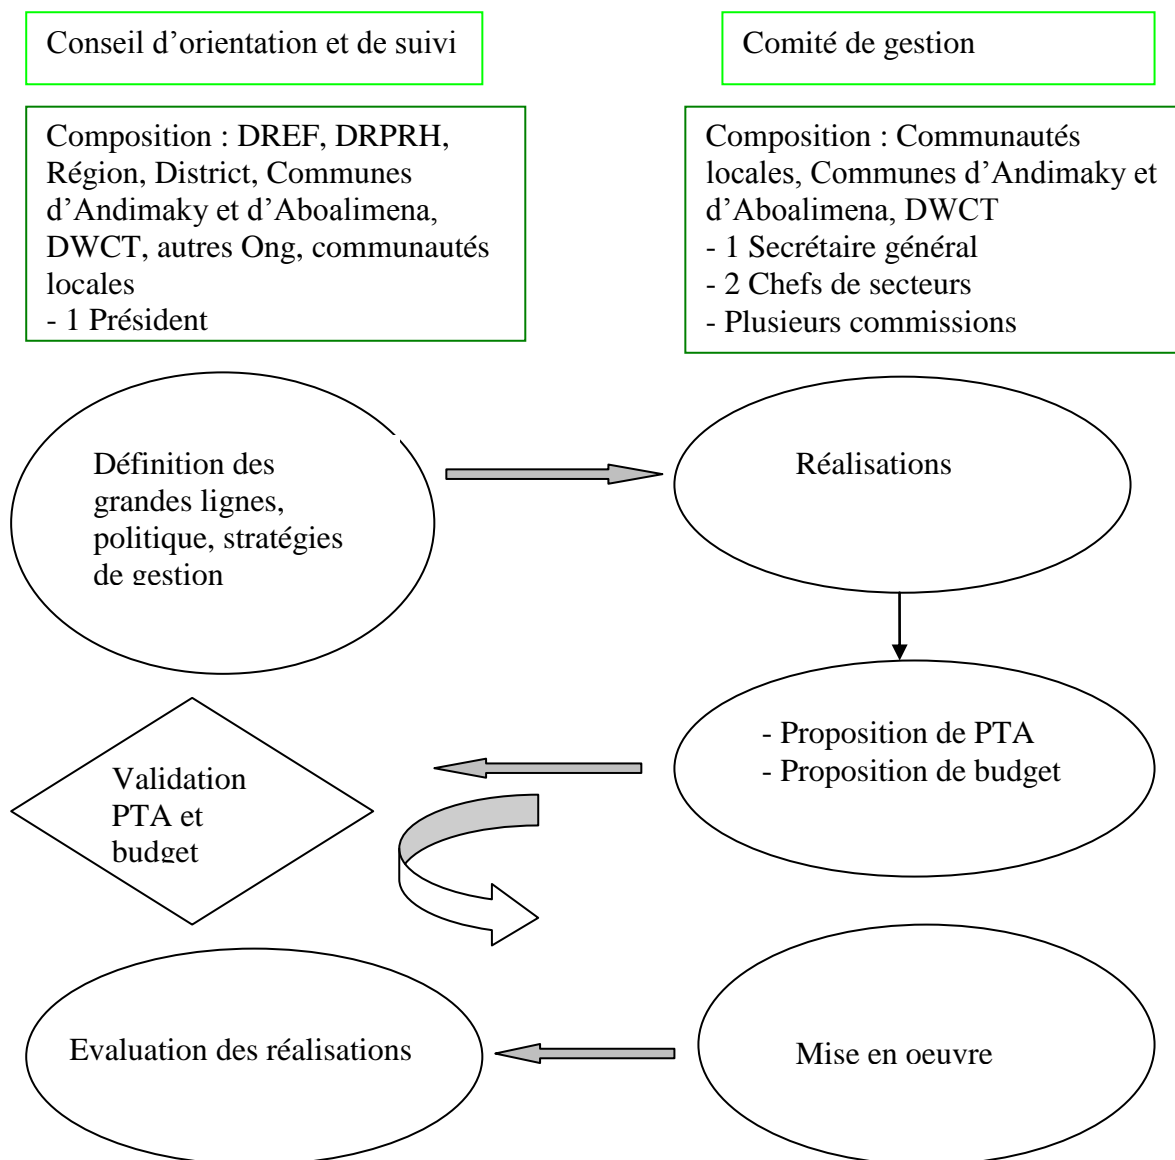 Conseil d’orientation et de suivi
Comité de gestion
Composition : DREF, DRPRH,
Région, District, Communes
d’Andimaky et d’Aboalimena,
DWCT, autres Ong, communautés
locales
- 1 Président
Composition : Communautés
locales, Communes d’Andimaky et
d’Aboalimena, DWCT
- 1 Secrétaire général
- 2 Chefs de secteurs
- Plusieurs commissions
Définition des
grandes lignes,
politique, stratégies
de gestion
Réalisations
- Proposition de PTA
- Proposition de budget
Validation
PTA et
budget
Evaluation des réalisations
Mise en oeuvre